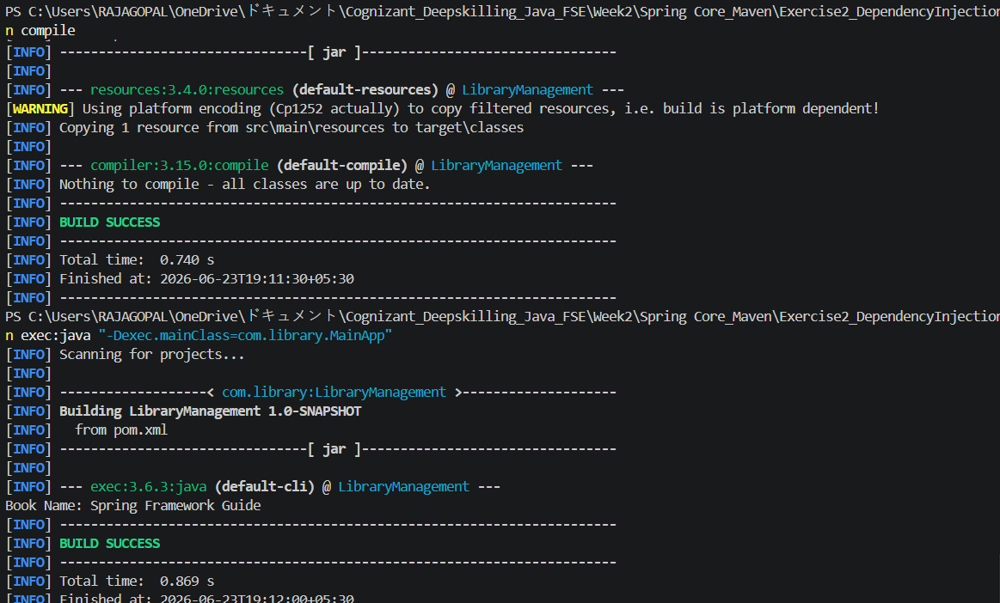 PS C:\Users\RAJAGOPAL\OneDrive\ドキュメント\Cognizant_Deepskilling_Java_FSE\Week2\Spring Core_Maven\Exercise2_DependencyInjection
n compile
[INFO] --------------------------------[ jar ]---------------------------------
[INFO]
[INFO] --- resources:3.4.0:resources (default-resources) @ LibraryManagement ---
[WARNING] Using platform encoding (Cp1252 actually) to copy filtered resources, i.e. build is platform dependent!
[INFO] Copying 1 resource from src\main\resources to target\classes
[INFO]
[INFO] --- compiler:3.15.0:compile (default-compile) @ LibraryManagement ---
[INFO] Nothing to compile - all classes are up to date.
[INFO] ------------------------------------------------------------------------
[INFO] BUILD SUCCESS
[INFO] ------------------------------------------------------------------------
[INFO] Total time:  0.740 s
[INFO] Finished at: 2026-06-23T19:11:30+05:30
[INFO] ------------------------------------------------------------------------
PS C:\Users\RAJAGOPAL\OneDrive\ドキュメント\Cognizant_Deepskilling_Java_FSE\Week2\Spring Core_Maven\Exercise2_DependencyInjection
n exec:java "-Dexec.mainClass=com.library.MainApp"
[INFO] Scanning for projects...
[INFO]
[INFO] -------------------< com.library:LibraryManagement >--------------------
[INFO] Building LibraryManagement 1.0-SNAPSHOT
[INFO]   from pom.xml
[INFO] --------------------------------[ jar ]---------------------------------
[INFO]
[INFO] --- exec:3.6.3:java (default-cli) @ LibraryManagement ---
Book Name: Spring Framework Guide
[INFO] ------------------------------------------------------------------------
[INFO] BUILD SUCCESS
[INFO] ------------------------------------------------------------------------
[INFO] Total time:  0.869 s
[INFO] Finished at: 2026-06-23T19:12:00+05:30